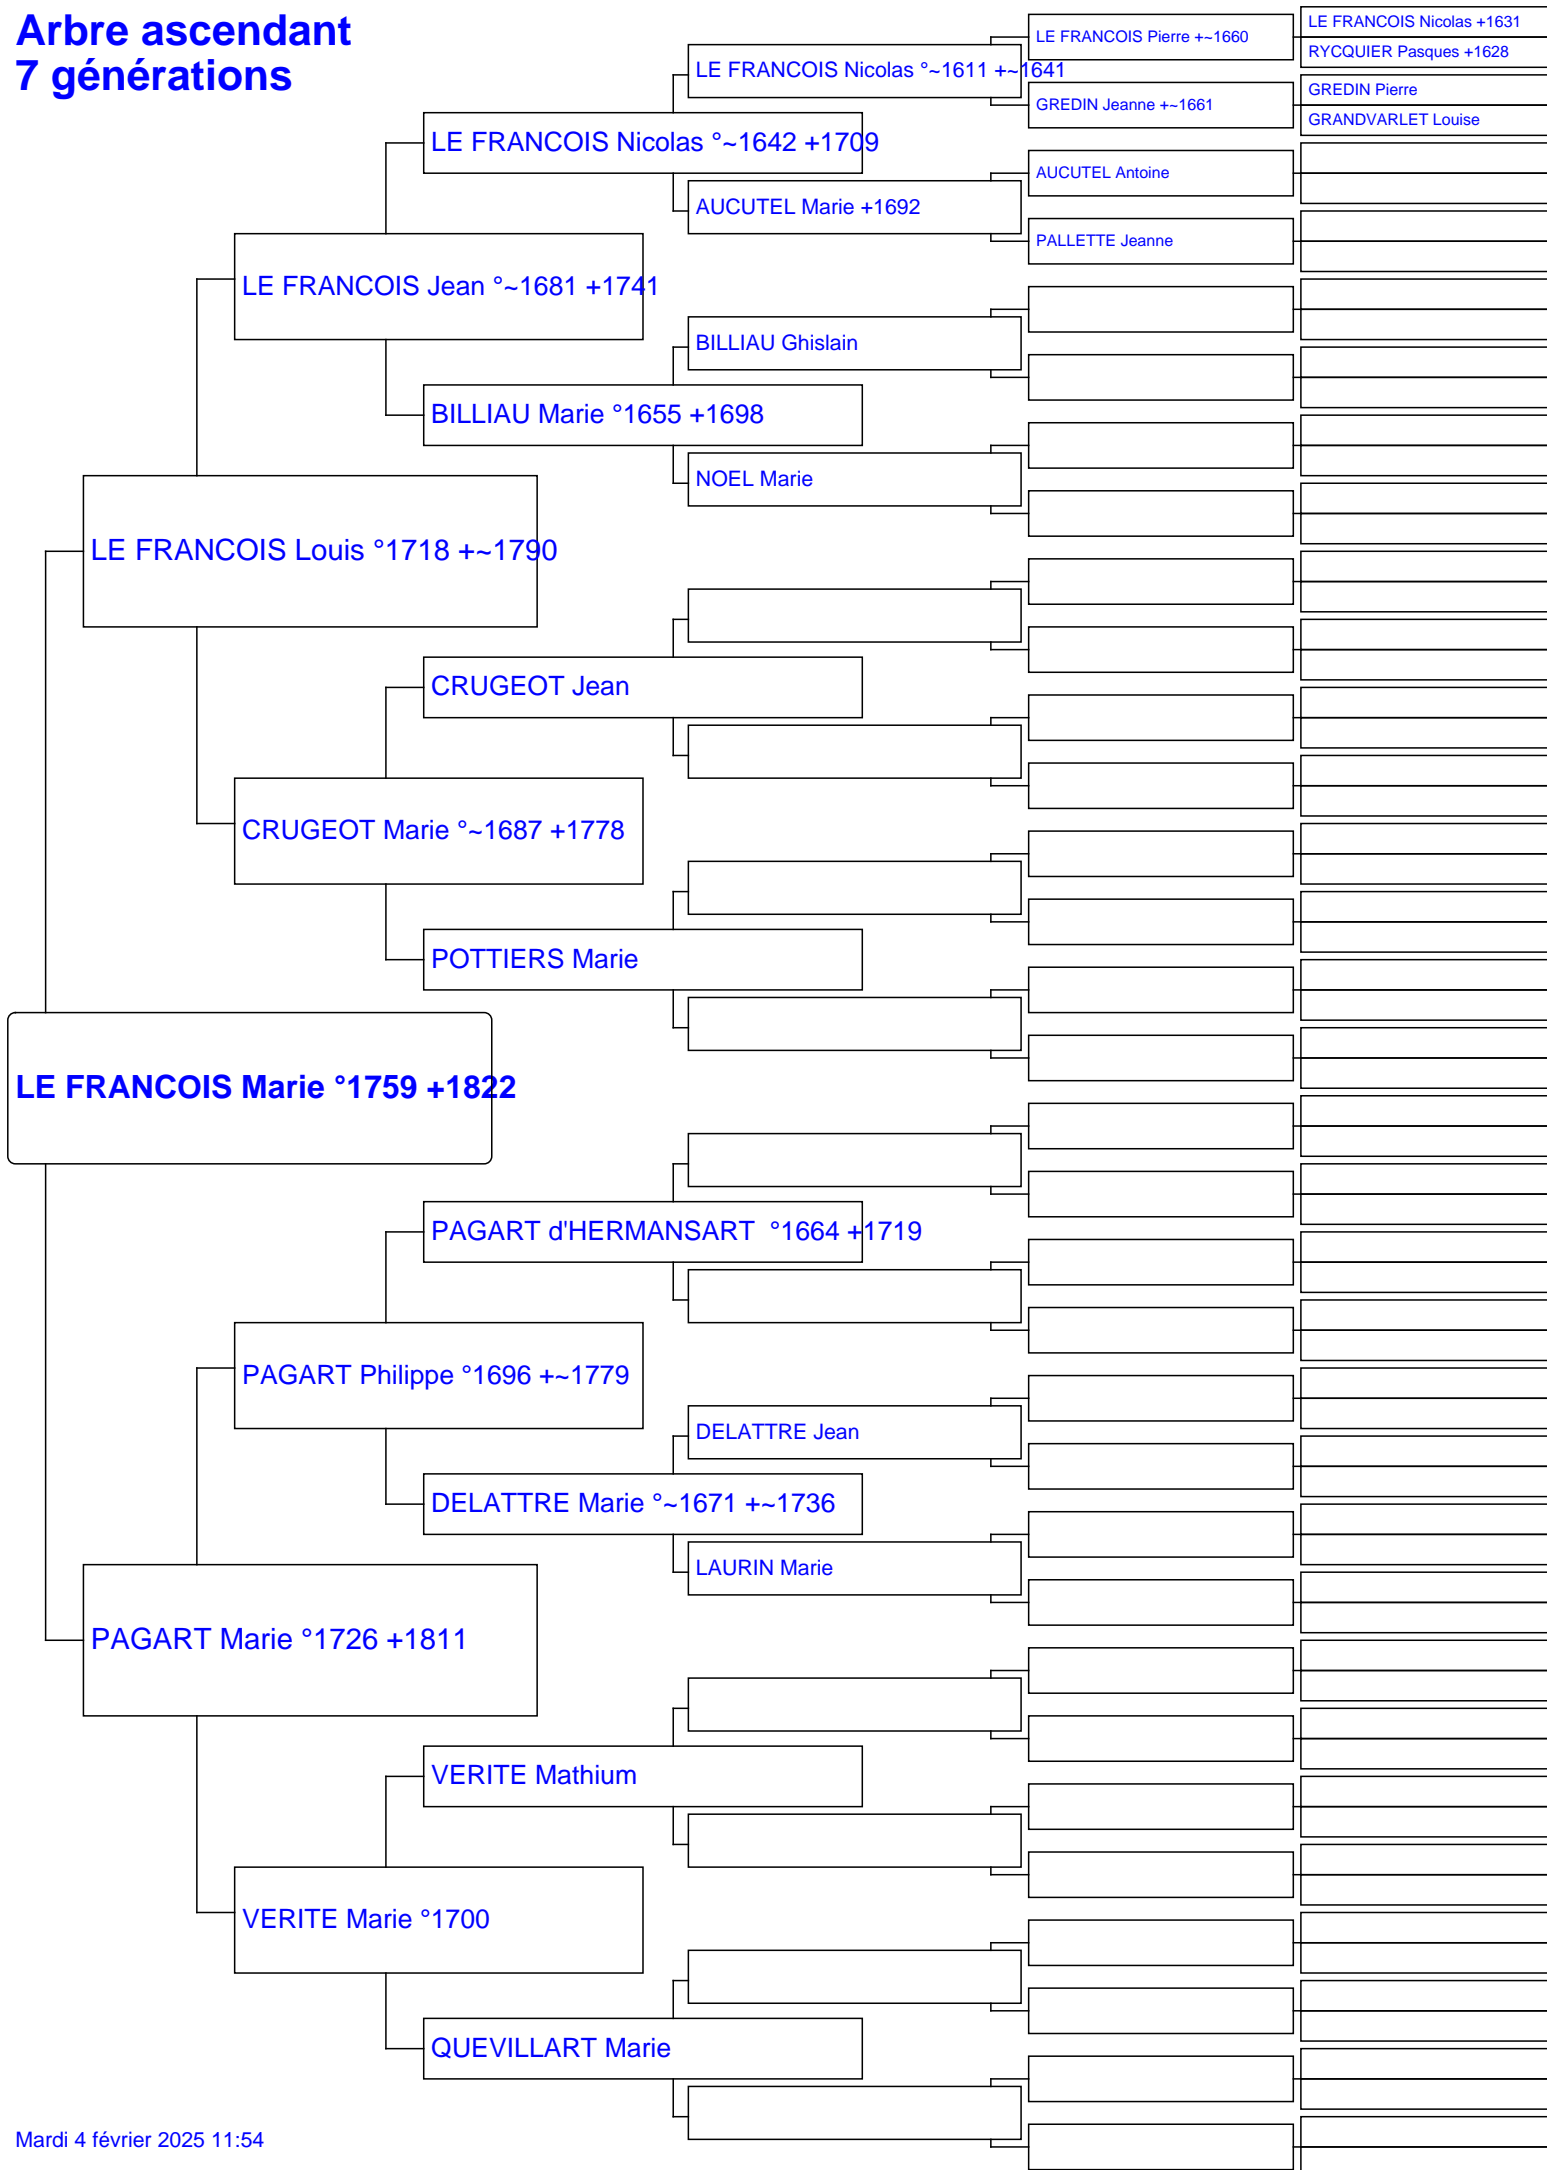 Arbre ascendant
7 générations
LE FRANCOIS Marie °1759 +1822
LE FRANCOIS Louis °1718 +~1790
PAGART Marie °1726 +1811
LE FRANCOIS Jean °~1681 +1741
CRUGEOT Marie °~1687 +1778
PAGART Philippe °1696 +~1779
VERITE Marie °1700
LE FRANCOIS Nicolas °~1642 +1709
BILLIAU Marie °1655 +1698
CRUGEOT Jean
POTTIERS Marie
PAGART d'HERMANSART °1664 +1719
DELATTRE Marie °~1671 +~1736
VERITE Mathium
QUEVILLART Marie
LE FRANCOIS Nicolas °~1611 +~1641
AUCUTEL Marie +1692
BILLIAU Ghislain
NOEL Marie
DELATTRE Jean
LAURIN Marie
LE FRANCOIS Pierre +~1660
GREDIN Jeanne +~1661
AUCUTEL Antoine
PALLETTE Jeanne
LE FRANCOIS Nicolas +1631
RYCQUIER Pasques +1628
GREDIN Pierre
GRANDVARLET Louise
Mardi 4 février 2025 11:54